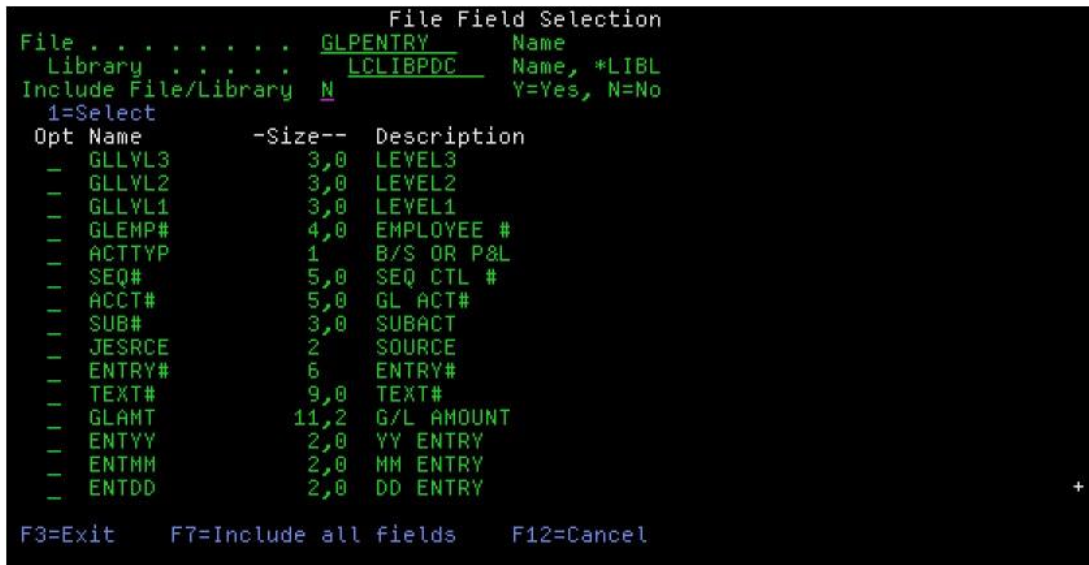 File Field Selection
File . . . . . . . . . GLPENTRY Name
Library . . . . . LCLIBPDC Name, *LIBL
Include File/Library N Y=Yes, N=No
1=Select
Opt Name -Size-- Description
_ GLLVL3 3,0 LEVEL3
_ GLLVL2 3,0 LEVEL2
_ GLLVL1 3,0 LEVEL1
_ GLEMP# 4,0 EMPLOYEE #
_ ACTTYP 1 B/S OR P&L
_ SEQ# 5,0 SEQ CTL #
_ ACCT# 5,0 GL ACT#
_ SUB# 3,0 SUBACT
_ JESRCE 2 SOURCE
_ ENTRY# 6 ENTRY#
_ TEXT# 9,0 TEXT#
_ GLAMT 11,2 G/L AMOUNT
_ ENTYY 2,0 YY ENTRY
_ ENTMM 2,0 MM ENTRY
_ ENTDD 2,0 DD ENTRY +
F3=Exit F7=Include all fields F12=Cancel